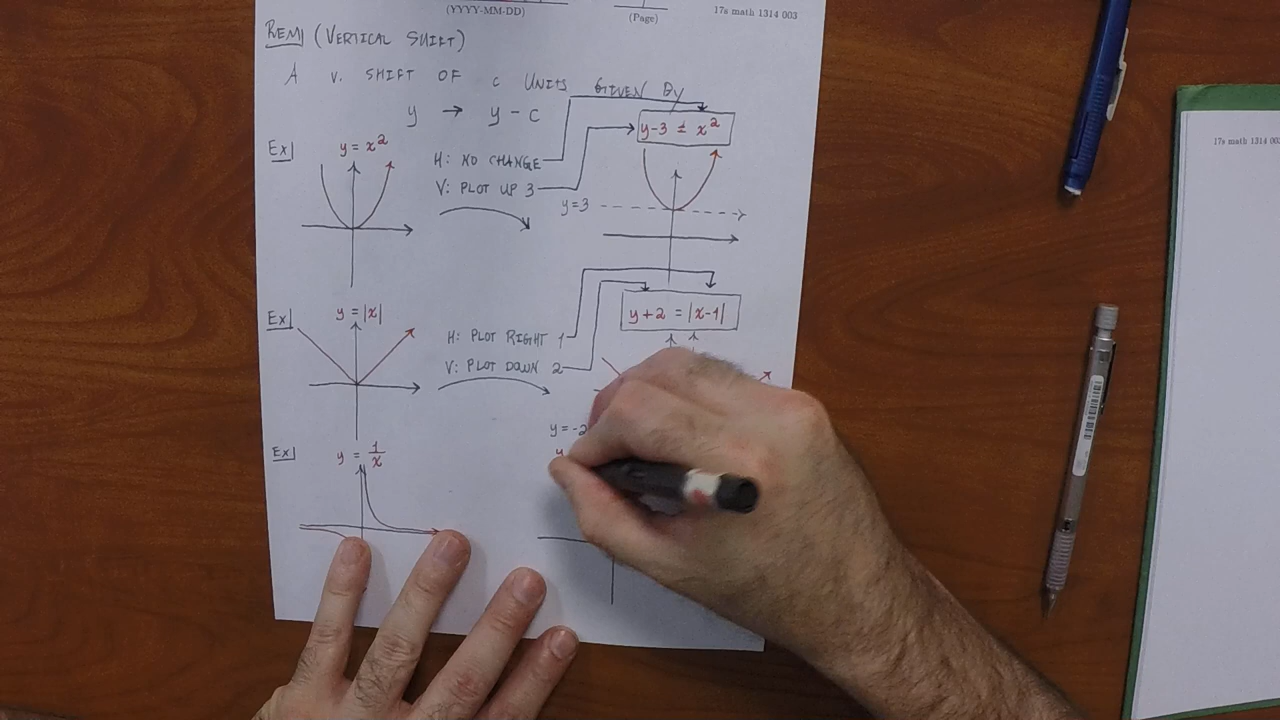 (YYYY-MM-DD)
(Page)
17s math 1314 003
REM (VERTICAL SHIFT)
A V. SHIFT OF c UNITS GIVEN BY
y → y - c
Ex
y = x²
H: NO CHANGE
V: PLOT UP 3
y-3 = x²
y=3
Ex
y = |x|
H: PLOT RIGHT 1
V: PLOT DOWN 2
y+2 = |x-1|
y = -2
Ex
y = 1/x
y
17s math 1314 003